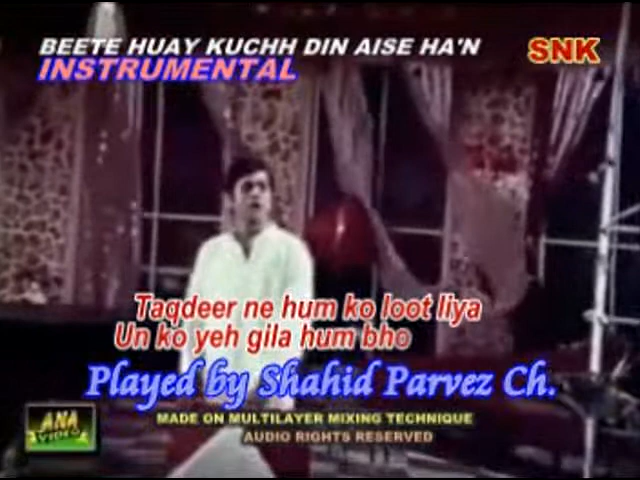 BEETE HUAY KUCHH DIN AISE HA'N
SNK
INSTRUMENTAL
Taqdeer ne hum ko loot liya
Un ko yeh gila hum bho
Played by Shahid Parvez Ch.
ANA
VIDEO
MADE ON MULTILAYER MIXING TECHNIQUE
AUDIO RIGHTS RESERVED